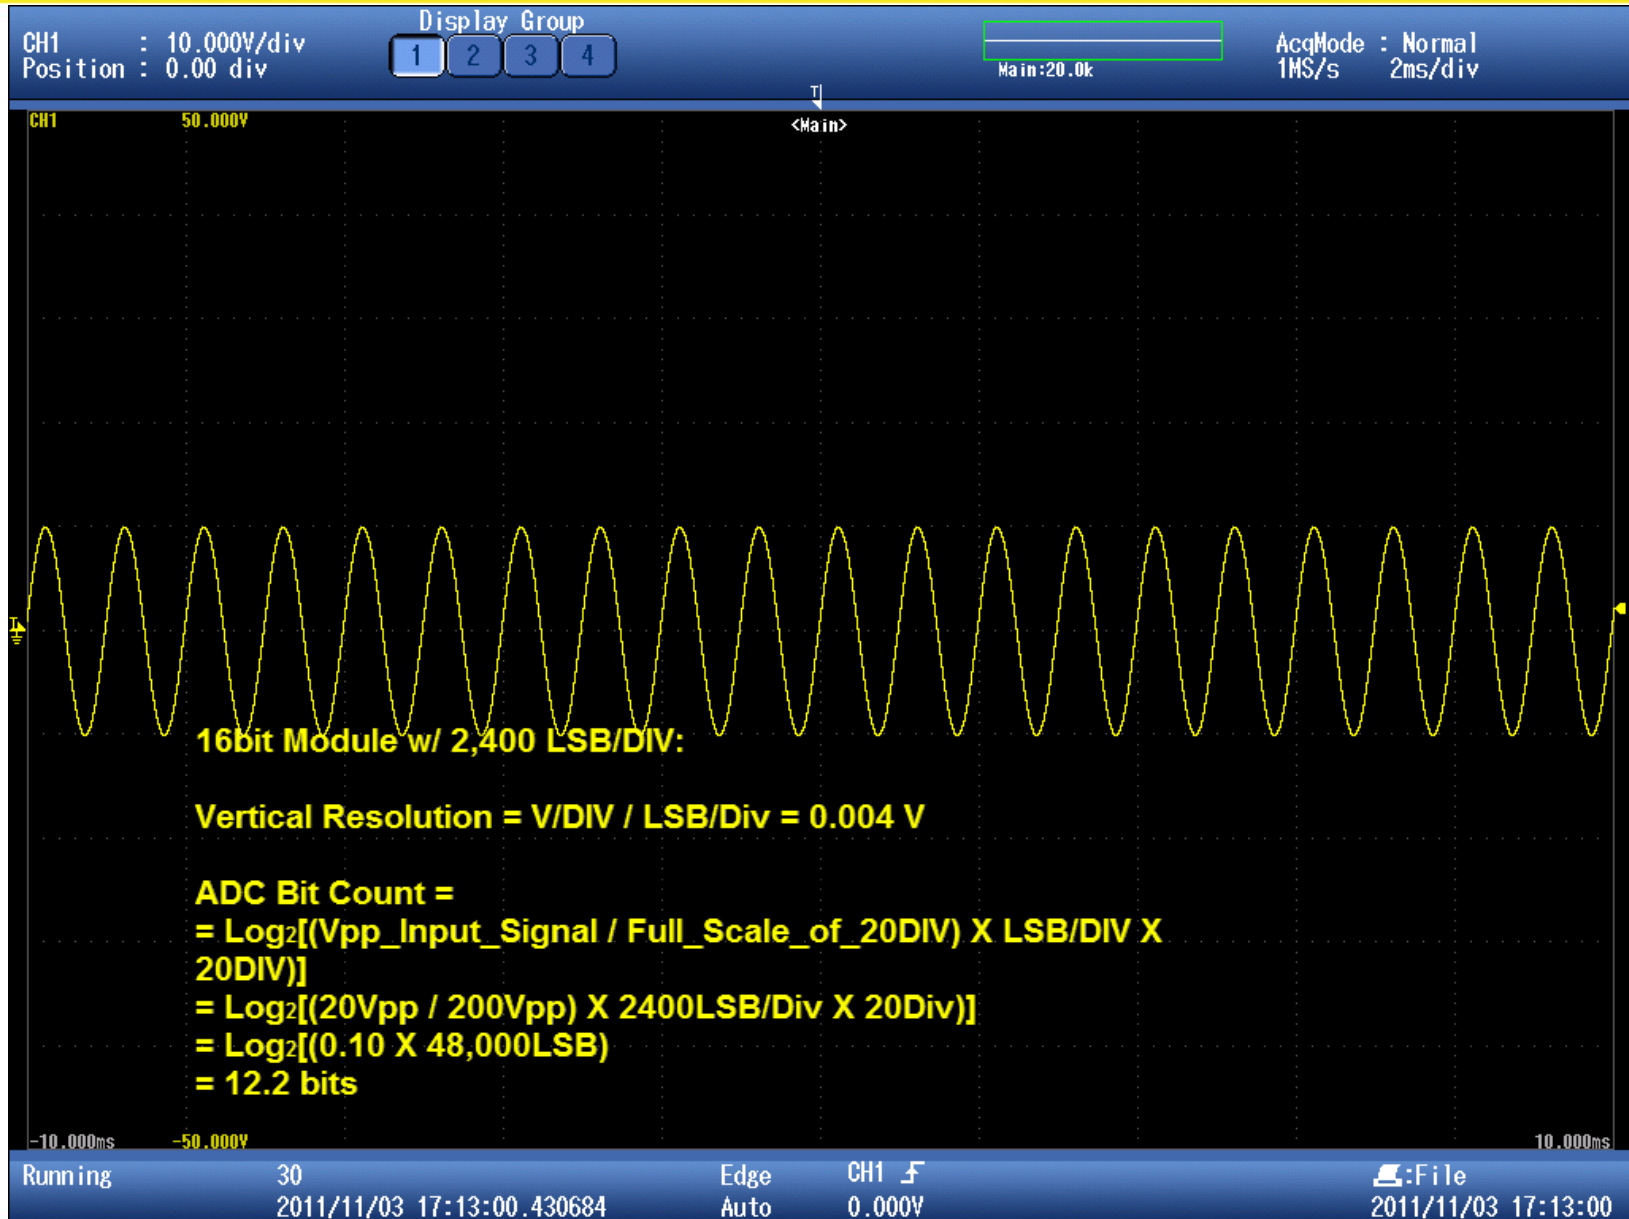 Display Group
CH1 : 10.000V/div
Position : 0.00 div
1 2 3 4
Main:20.0k
AcqMode : Normal
1MS/s 2ms/div
T
CH1 50.000V <Main>
T
16bit Module w/ 2,400 LSB/DIV:
Vertical Resolution = V/DIV / LSB/Div = 0.004 V
ADC Bit Count =
= Log2[(Vpp_Input_Signal / Full_Scale_of_20DIV) X LSB/DIV X
20DIV)]
= Log2[(20Vpp / 200Vpp) X 2400LSB/Div X 20Div)]
= Log2[(0.10 X 48,000LSB)
= 12.2 bits
-10.000ms -50.000V 10.000ms
Running 30 Edge CH1 :File
2011/11/03 17:13:00.430684 Auto 0.000V 2011/11/03 17:13:00